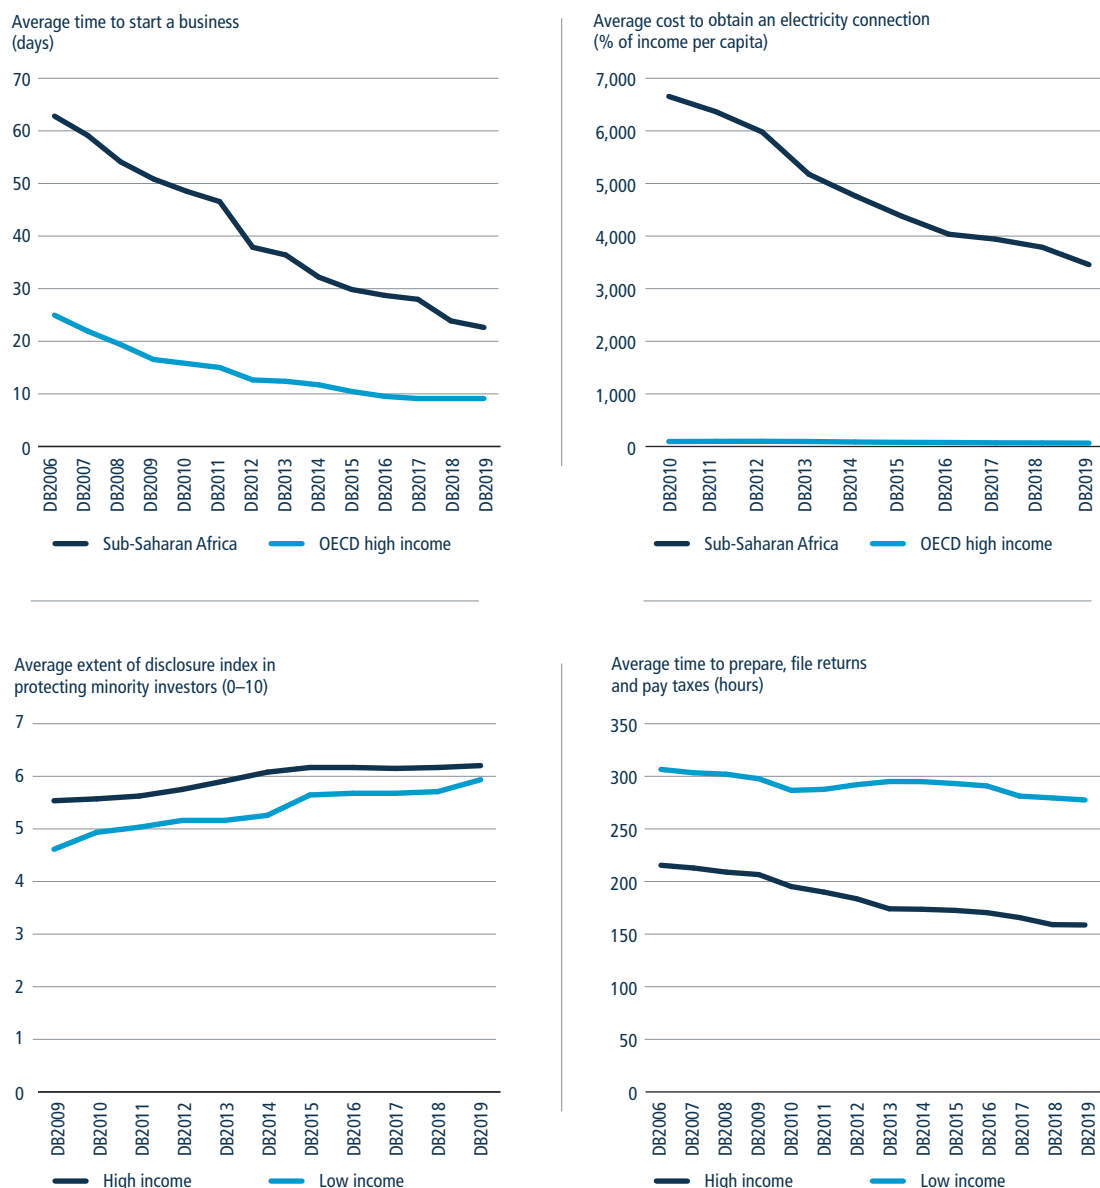 Average time to start a business
(days)
70
60
50
40
30
20
10
0
DB2006
DB2007
DB2008
DB2009
DB2010
DB2011
DB2012
DB2013
DB2014
DB2015
DB2016
DB2017
DB2018
DB2019
Sub-Saharan Africa
OECD high income
Average cost to obtain an electricity connection
(% of income per capita)
7,000
6,000
5,000
4,000
3,000
2,000
1,000
0
DB2010
DB2011
DB2012
DB2013
DB2014
DB2015
DB2016
DB2017
DB2018
DB2019
Sub-Saharan Africa
OECD high income
Average extent of disclosure index in
protecting minority investors (0–10)
7
6
5
4
3
2
1
0
DB2009
DB2010
DB2011
DB2012
DB2013
DB2014
DB2015
DB2016
DB2017
DB2018
DB2019
High income
Low income
Average time to prepare, file returns
and pay taxes (hours)
350
300
250
200
150
100
50
0
DB2006
DB2007
DB2008
DB2009
DB2010
DB2011
DB2012
DB2013
DB2014
DB2015
DB2016
DB2017
DB2018
DB2019
High income
Low income